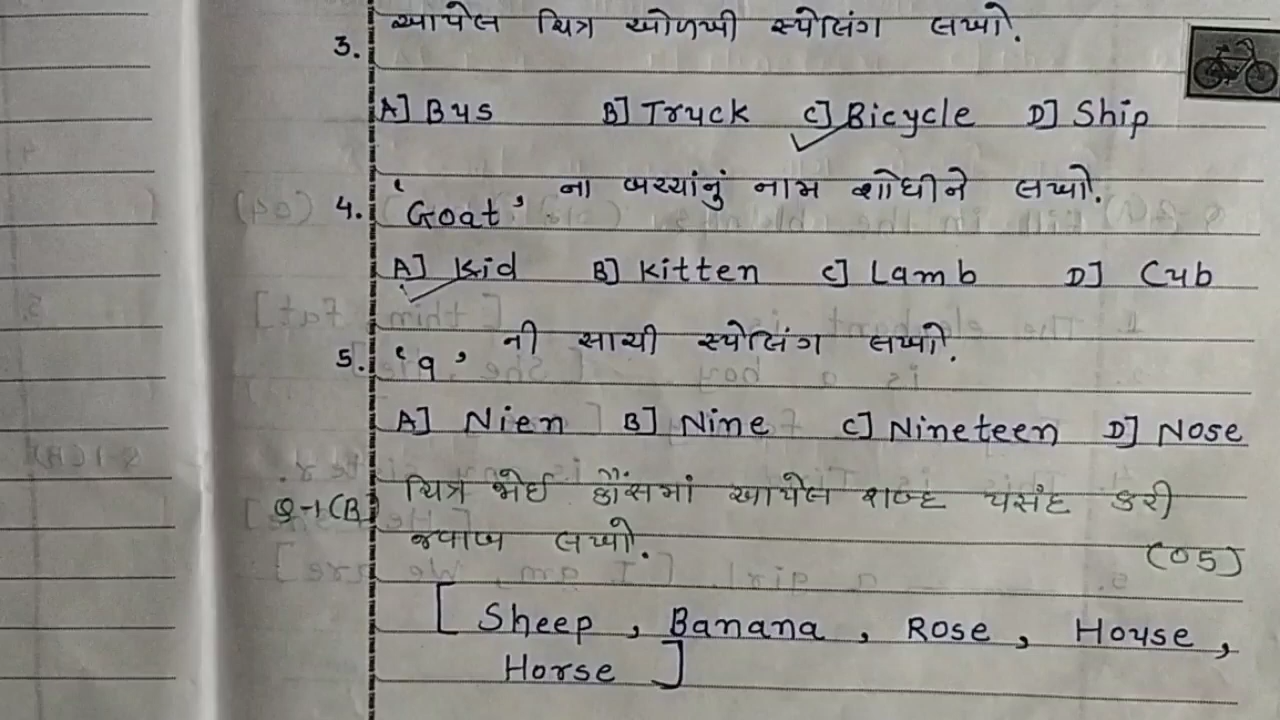 આપેલ ચિત્ર ઓળખી સ્પેલિંગ લખો.
3.
A] Bus B] Truck C] Bicycle D] Ship
4. 'Goat' ના બચ્ચાંનું નામ શોધીને લખો.
A] Kid B] Kitten C] Lamb D] Cub
5. '9' ની સાચી સ્પેલિંગ લખો.
A] Nien B] Nine C] Nineteen D] Nose
Q-1(B) ચિત્ર જોઈ કૌંસમાં આપેલ શબ્દ પસંદ કરી
જવાબ લખો. (05)
[ Sheep , Banana , Rose , House ,
Horse ]